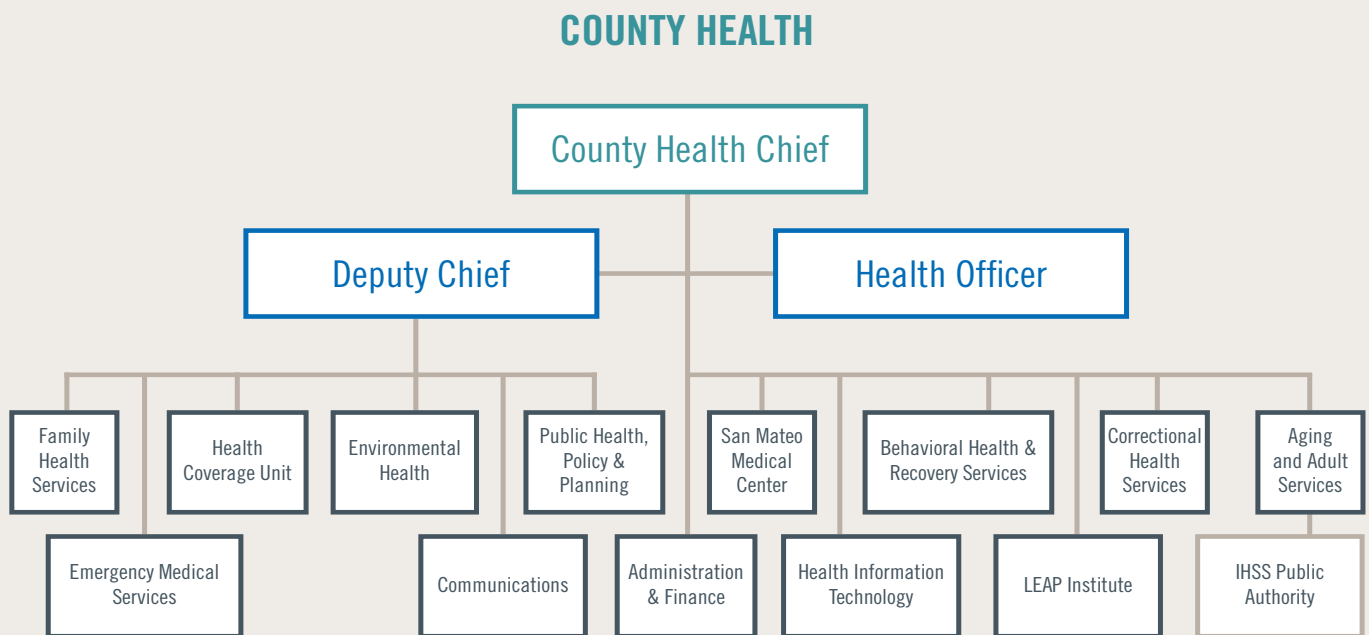 COUNTY HEALTH
County Health Chief
Deputy Chief
Health Officer
Family
Health
Services
Health
Coverage Unit
Environmental
Health
Public Health,
Policy &
Planning
San Mateo
Medical
Center
Behavioral Health &
Recovery Services
Correctional
Health
Services
Aging
and Adult
Services
Emergency Medical
Services
Communications
Administration
& Finance
Health Information
Technology
LEAP Institute
IHSS Public
Authority